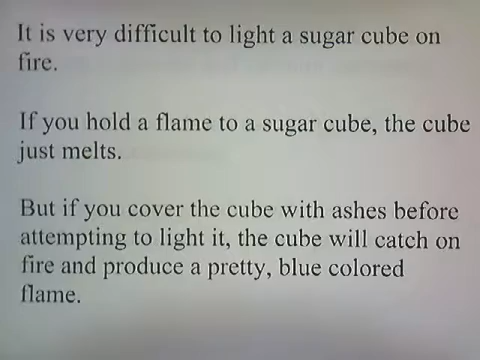 It is very difficult to light a sugar cube on
fire.
If you hold a flame to a sugar cube, the cube
just melts.
But if you cover the cube with ashes before
attempting to light it, the cube will catch on
fire and produce a pretty, blue colored
flame.